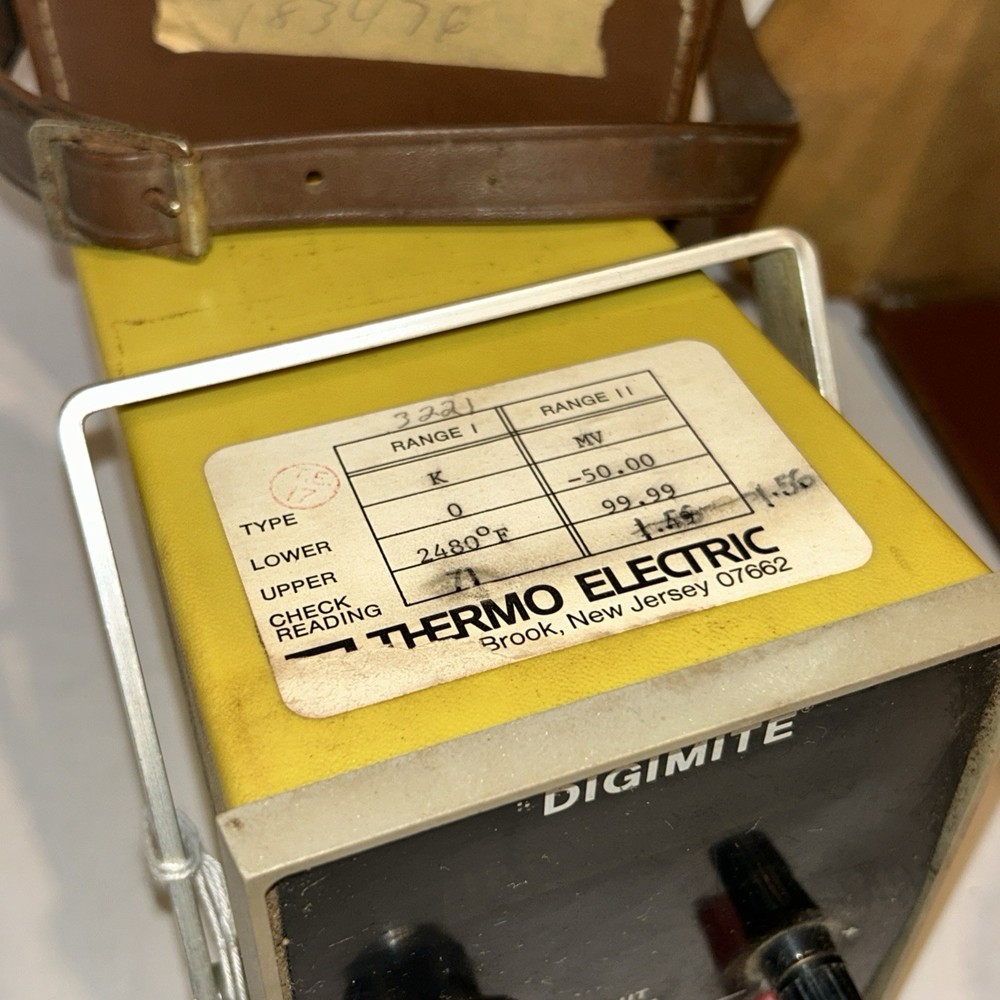 183476
3221
RANGE I RANGE II
TYPE K MV
LOWER 0 -50.00
UPPER 2480°F 99.99
CHECK READING 71 1.56
THERMO ELECTRIC
Brook, New Jersey 07662
DIGIMITE